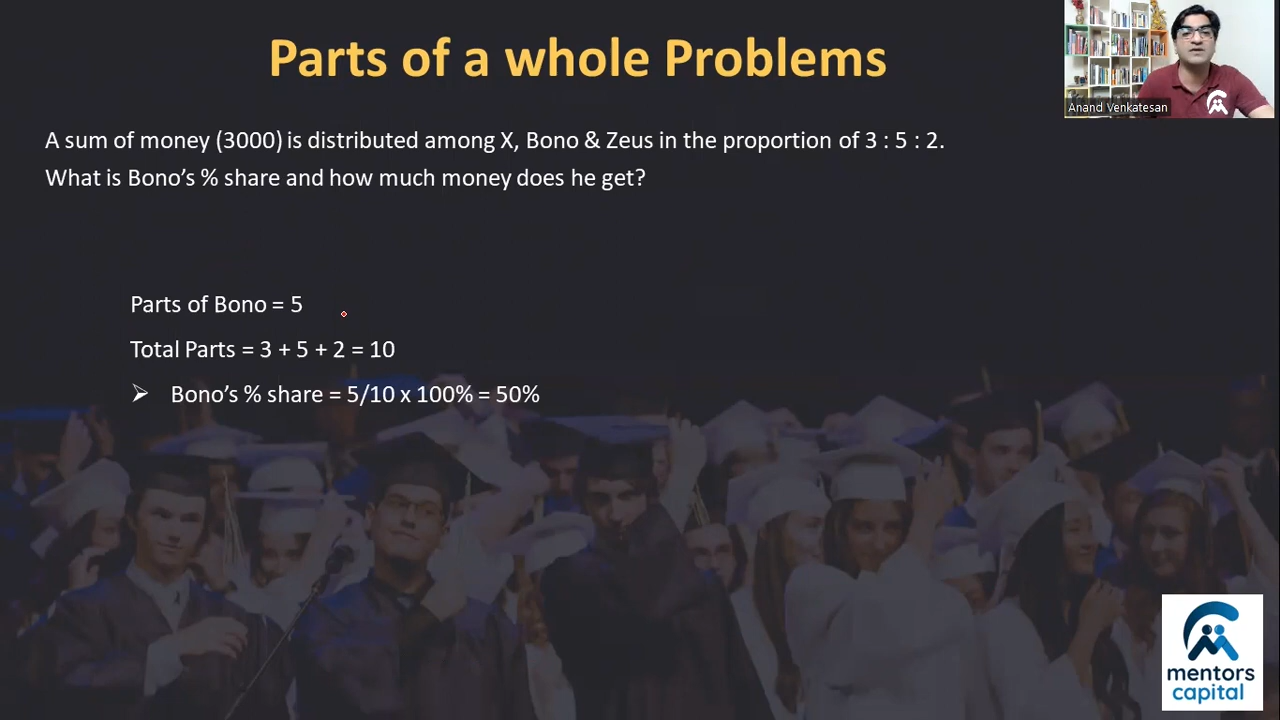 Parts of a whole Problems
Anand Venkatesan
A sum of money (3000) is distributed among X, Bono & Zeus in the proportion of 3 : 5 : 2.
What is Bono’s % share and how much money does he get?
Parts of Bono = 5
Total Parts = 3 + 5 + 2 = 10
➢ Bono’s % share = 5/10 x 100% = 50%
mentors
capital